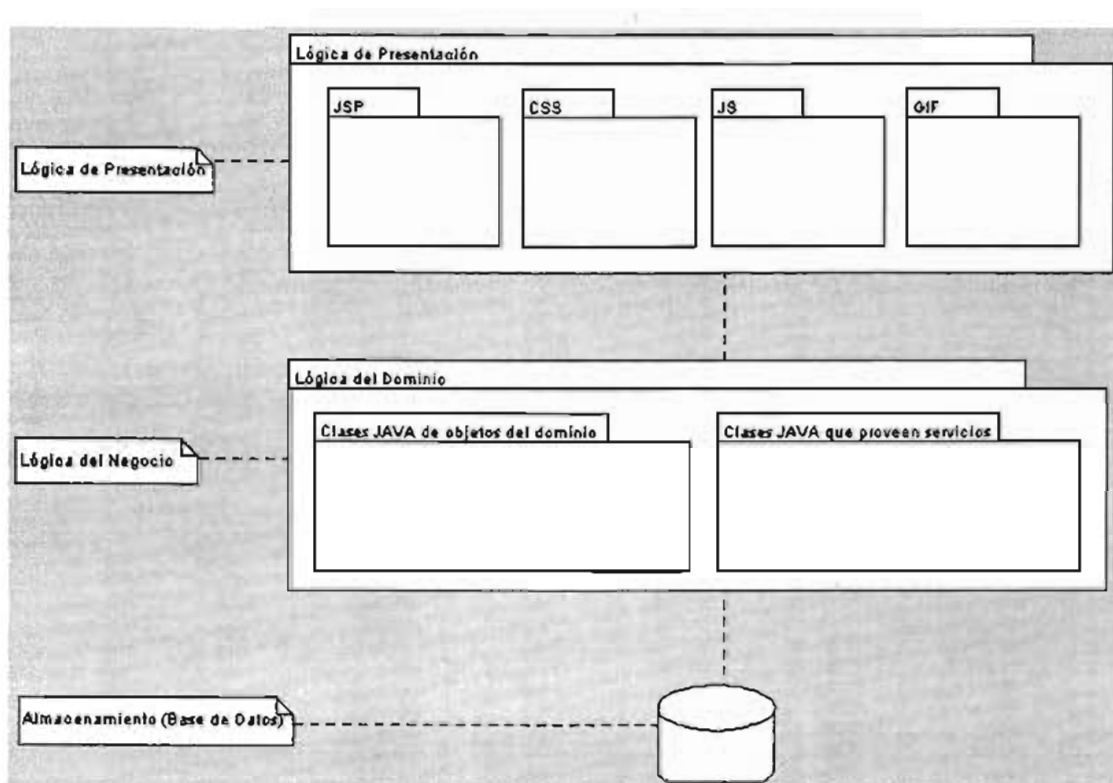 Lógica de Presentación
JSP
CSS
JS
GIF
Lógica de Presentación
Lógica del Dominio
Clases JAVA de objetos del dominio
Clases JAVA que proveen servicios
Lógica del Negocio
Almacenamiento (Base de Datos)